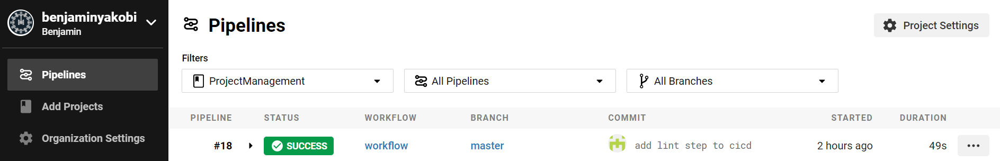 benjaminyakobi
Benjamin
Pipelines
Add Projects
Organization Settings
Pipelines
Project Settings
Filters
ProjectManagement
All Pipelines
All Branches
PIPELINE STATUS WORKFLOW BRANCH COMMIT STARTED DURATION
#18 SUCCESS workflow master add lint step to cicd 2 hours ago 49s